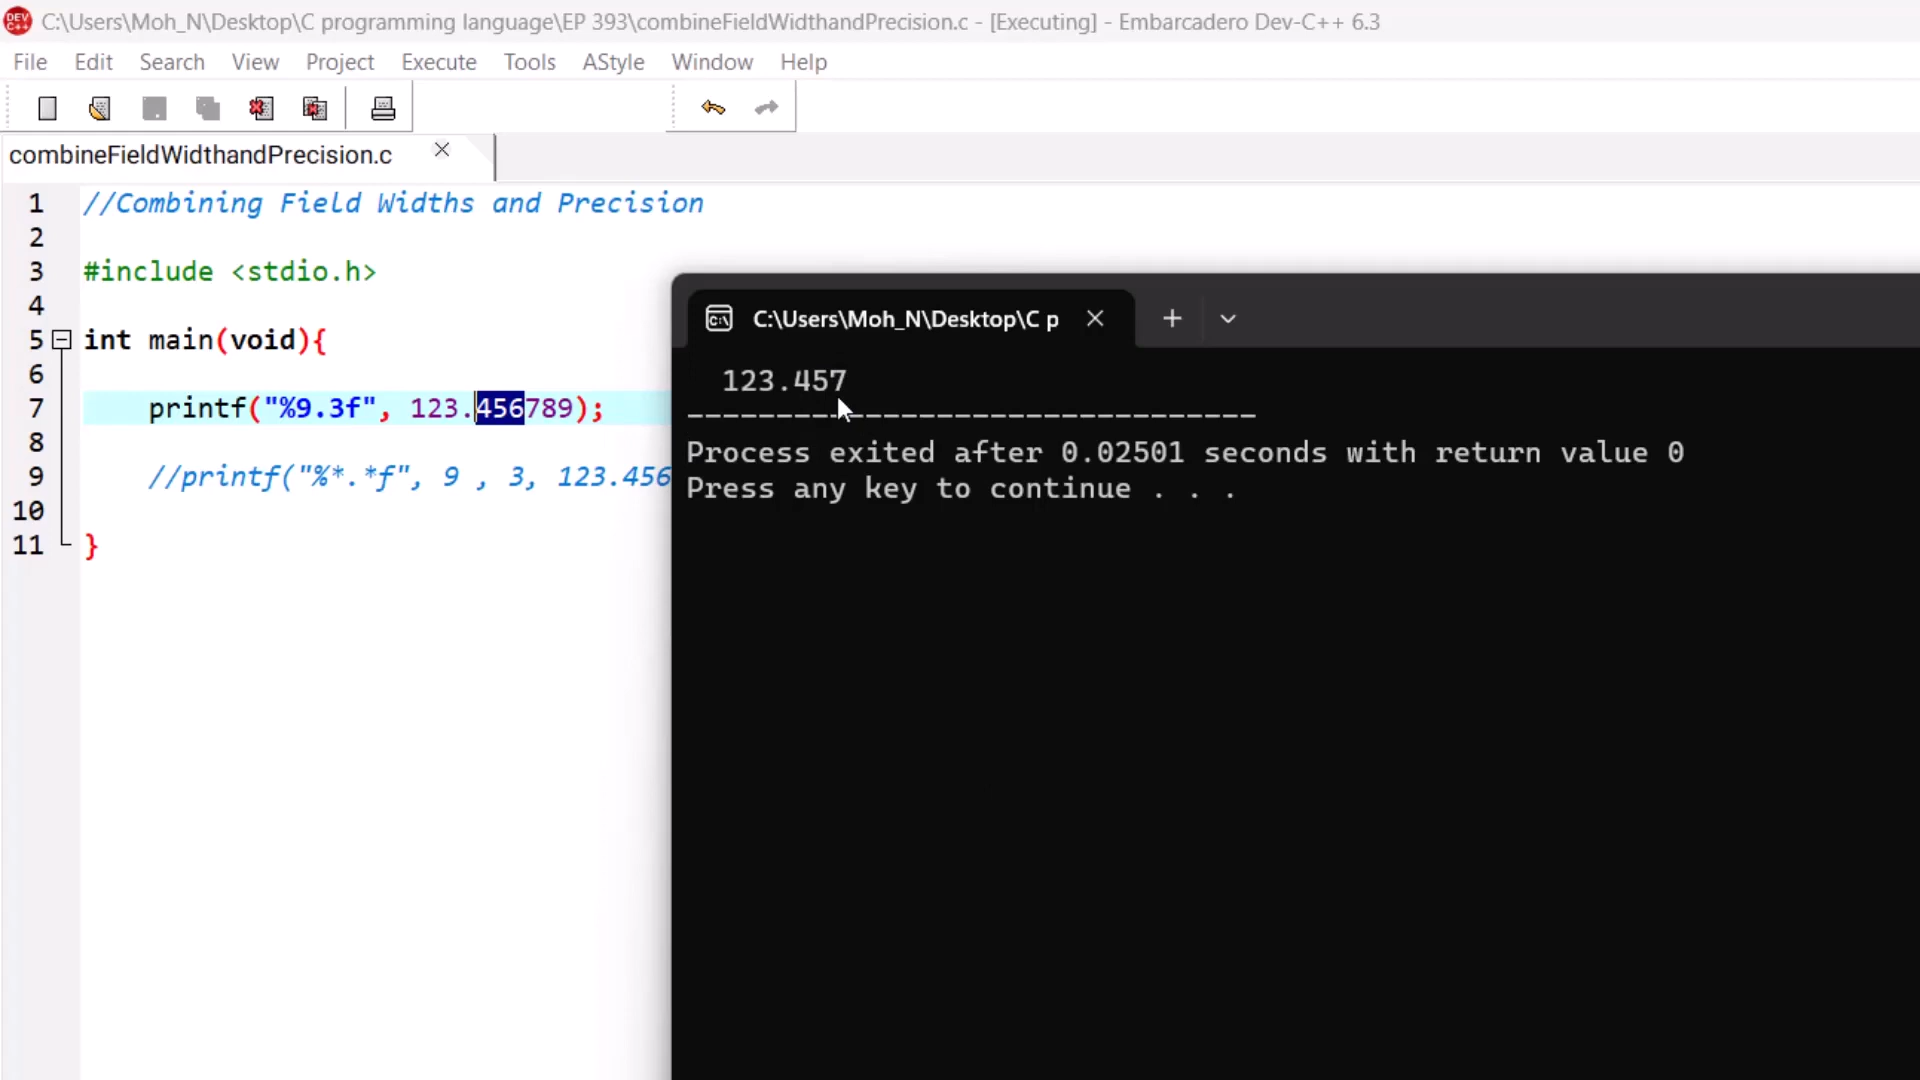 C:\Users\Moh_N\Desktop\C programming language\EP 393\combineFieldWidthandPrecision.c - [Executing] - Embarcadero Dev-C++ 6.3
File Edit Search View Project Execute Tools AStyle Window Help
combineFieldWidthandPrecision.c
1 //Combining Field Widths and Precision
2
3 #include <stdio.h>
4
5 int main(void){
6
7 printf("%9.3f", 123.456789);
8
9 //printf("%*.*f", 9 , 3, 123.456
10
11 }
C:\Users\Moh_N\Desktop\C p
123.457
--------------------------------
Process exited after 0.02501 seconds with return value 0
Press any key to continue . . .